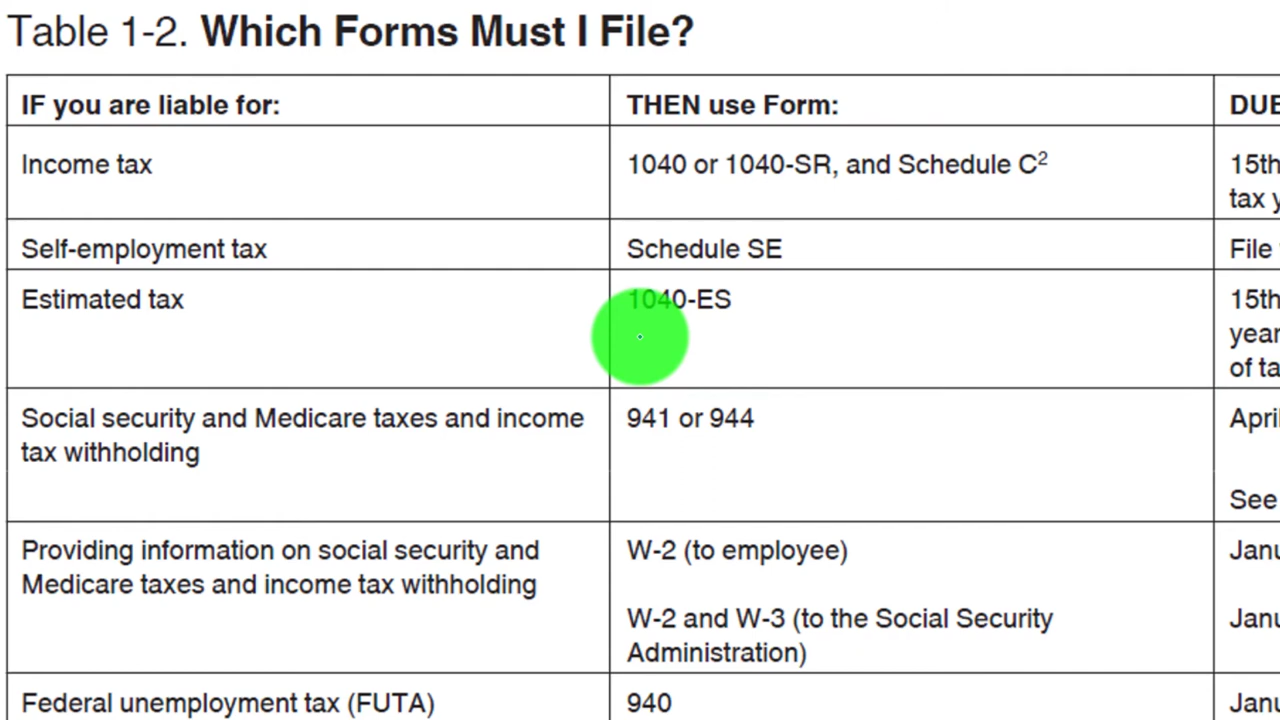 Table 1-2. Which Forms Must I File?
IF you are liable for: THEN use Form: DUE
Income tax 1040 or 1040-SR, and Schedule C² 15th
tax y
Self-employment tax Schedule SE File
Estimated tax 1040-ES 15th
year
of ta
Social security and Medicare taxes and income 941 or 944 Apri
tax withholding
See
Providing information on social security and W-2 (to employee) Janu
Medicare taxes and income tax withholding
W-2 and W-3 (to the Social Security Janu
Administration)
Federal unemployment tax (FUTA) 940 Janu